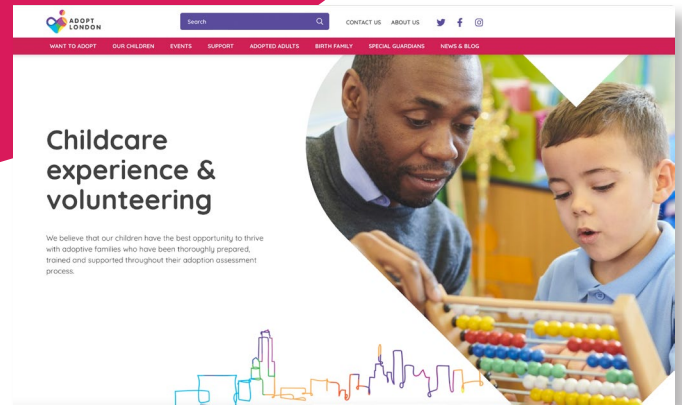 ADOPT
LONDON
Search
CONTACT US
ABOUT US
WANT TO ADOPT
OUR CHILDREN
EVENTS
SUPPORT
ADOPTED ADULTS
BIRTH FAMILY
SPECIAL GUARDIANS
NEWS & BLOG
Childcare
experience &
volunteering
We believe that our children have the best opportunity to thrive
with adoptive families who have been thoroughly prepared,
trained and supported throughout their adoption assessment
process.